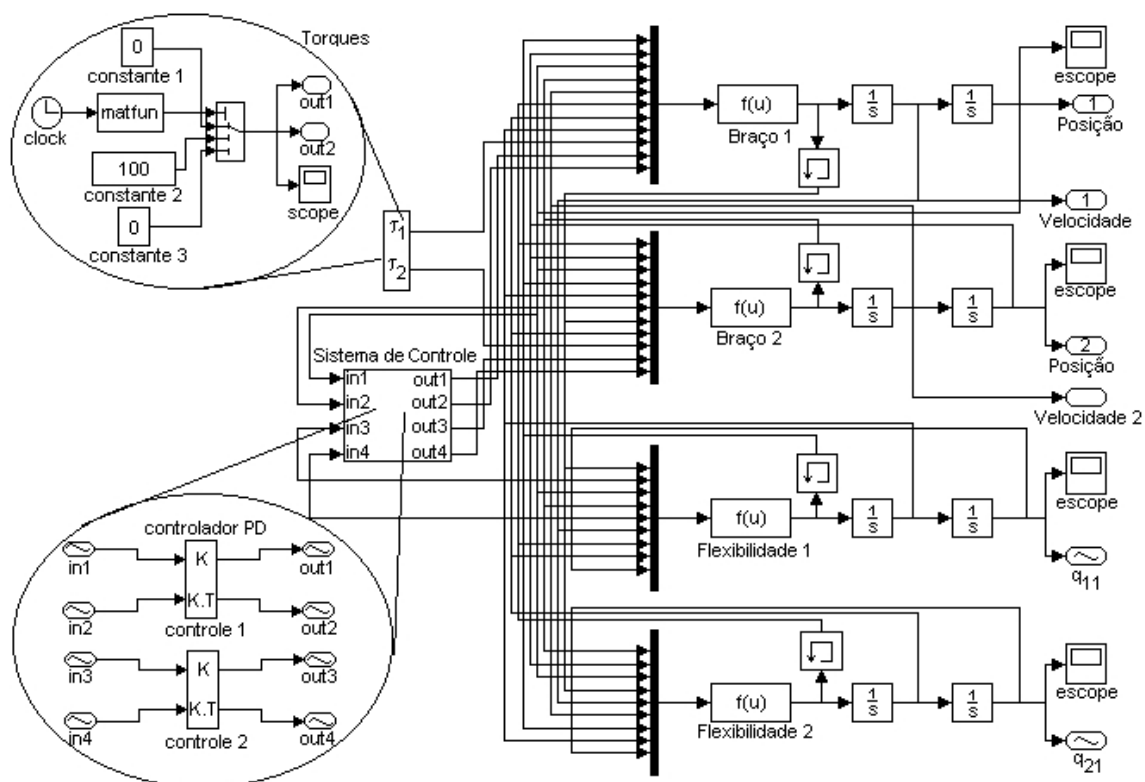 Torques
0
constante 1
clock
matfun
100
constante 2
0
constante 3
out1
out2
scope
τ1
τ2
Sistema de Controle
in1
in2
in3
in4
out1
out2
out3
out4
controlador PD
in1
K
out1
in2
K.T
out2
controle 1
in3
K
out3
in4
K.T
out4
controle 2
f(u)
Braço 1
1/s
1/s
escope
1
Posição
1
Velocidade
f(u)
Braço 2
1/s
1/s
escope
2
Posição
Velocidade 2
f(u)
Flexibilidade 1
1/s
1/s
escope
q11
f(u)
Flexibilidade 2
1/s
1/s
escope
q21